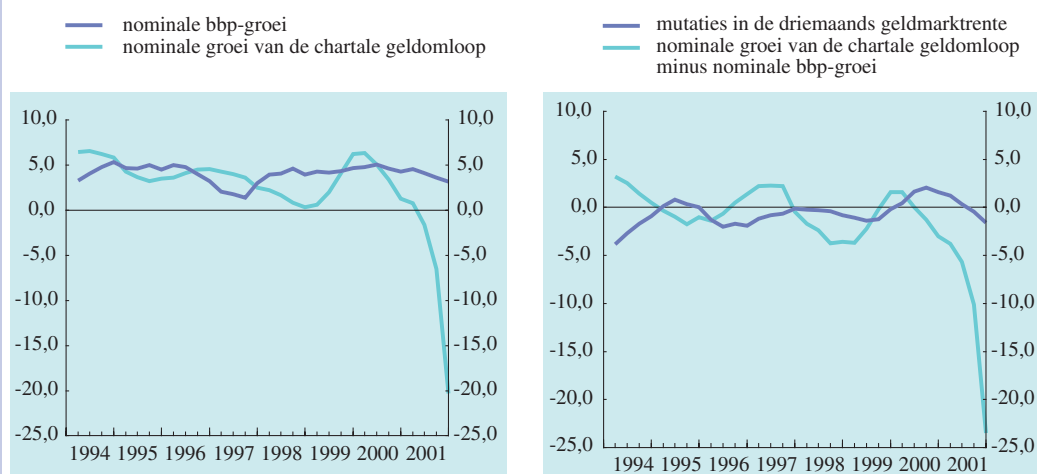 nominale bbp-groei
nominale groei van de chartale geldomloop
10,0 10,0
5,0 5,0
0,0 0,0
-5,0 -5,0
-10,0 -10,0
-15,0 -15,0
-20,0 -20,0
-25,0 -25,0
1994 1995 1996 1997 1998 1999 2000 2001
mutaties in de driemaands geldmarktrente
nominale groei van de chartale geldomloop
minus nominale bbp-groei
10,0 10,0
5,0 5,0
0,0 0,0
-5,0 -5,0
-10,0 -10,0
-15,0 -15,0
-20,0 -20,0
-25,0 -25,0
1994 1995 1996 1997 1998 1999 2000 2001